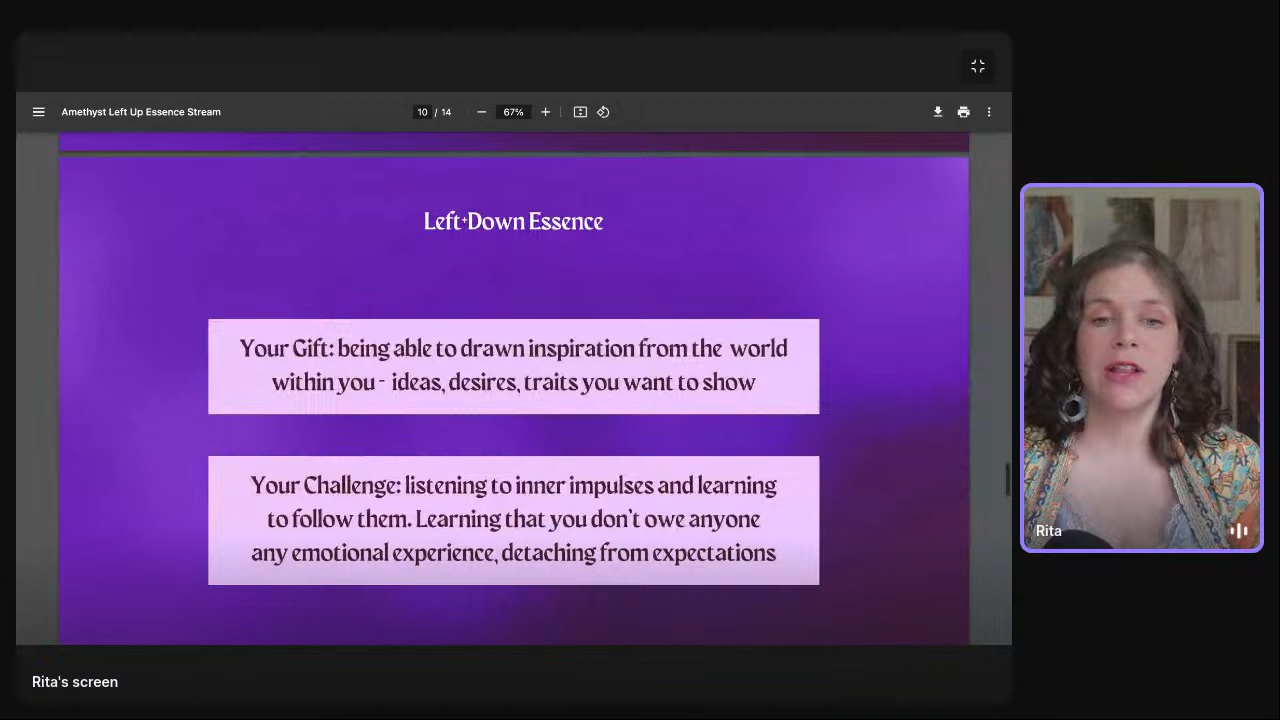 Amethyst Left Up Essence Stream
10 / 14
67%
Left+Down Essence
Your Gift: being able to drawn inspiration from the world
within you - ideas, desires, traits you want to show
Your Challenge: listening to inner impulses and learning
to follow them. Learning that you don't owe anyone
any emotional experience, detaching from expectations
Rita
Rita's screen